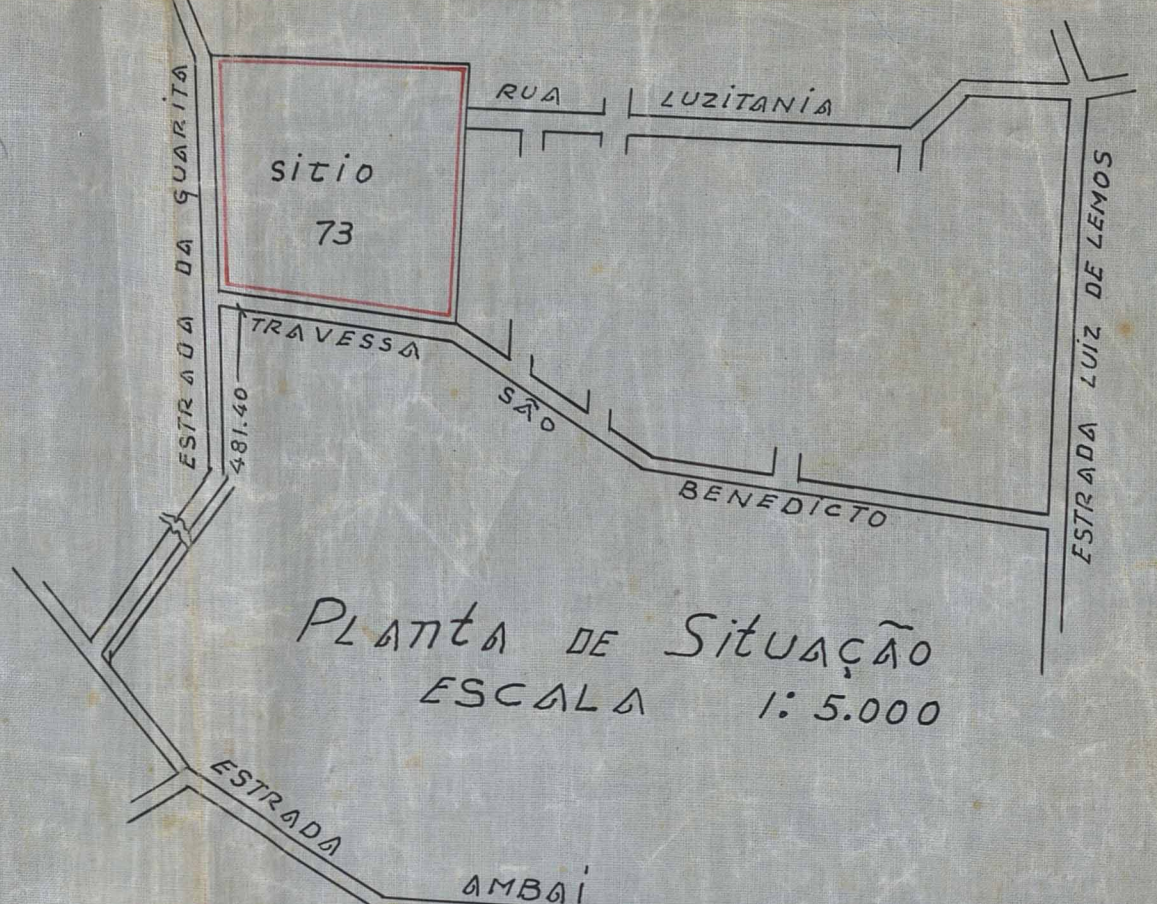 ESTRADA DA GUARITA
RUA LUZITANIA
sitio
73
ESTRADA LUIZ DE LEMOS
TRAVESSA SÃO BENEDICTO
481.40
PLANTA DE SITUAÇÃO
ESCALA 1: 5.000
ESTRADA AMBAÍ